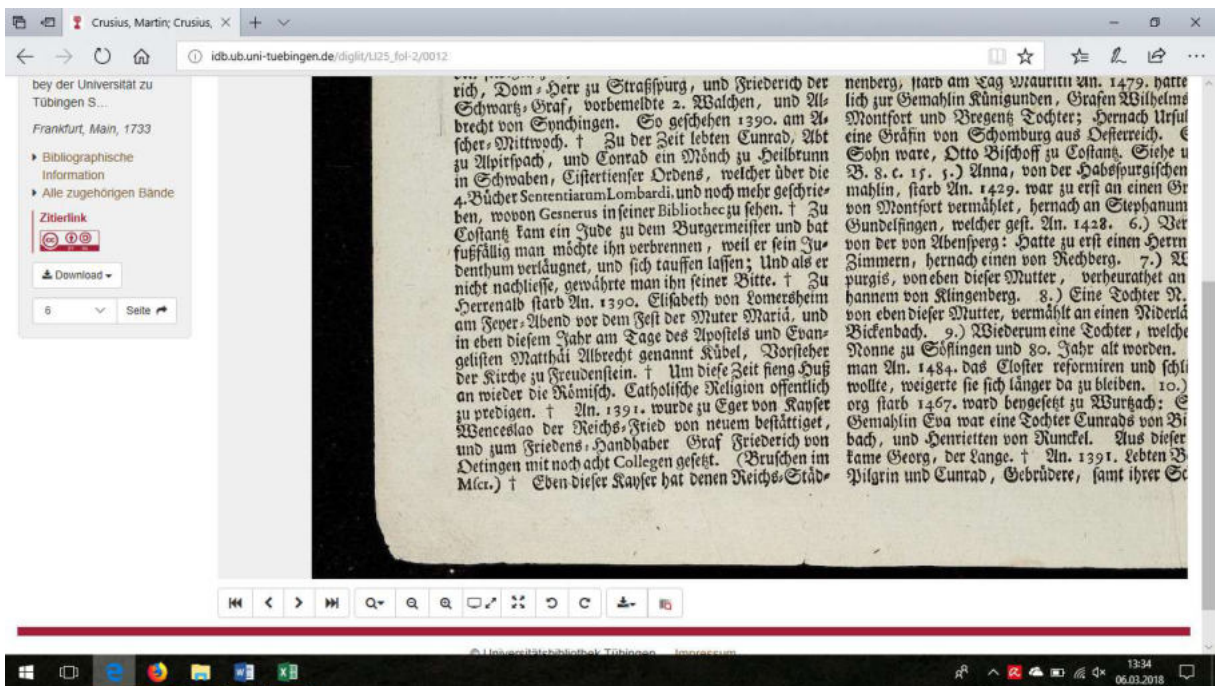 Crusius, Martin; Crusius,
idb.ub.uni-tuebingen.de/diglit/LI25_fol-2/0012
bey der Universität zu
Tübingen S...
Frankfurt, Main, 1733
Bibliographische
Information
Alle zugehörigen Bände
Zitierlink
Download
6
Seite
rich, Dom-Herr zu Straßspurg, und Friederich der
Schwartz-Graf, vorbemeldte 2. Walchen, und Al-
brecht von Synchingen. So geschehen 1390. am A-
scher-Mittwoch. † Zu der Zeit lebten Cunrad, Abt
zu Alpirspach, und Conrad ein Mönch zu Heilbrunn
in Schwaben, Cistertienser Ordens, welcher über die
4. Bücher Sententiarum Lombardi. und noch mehr geschrie-
ben, wovon Gesnerus in seiner Bibliothec zu sehen. † Zu
Costantz kam ein Jude zu dem Burgermeister und bat
fußfällig man möchte ihn verbrennen, weil er sein Ju-
denthum verläugnet, und sich tauffen lassen; Und als er
nicht nachliesse, gewährte man ihn seiner Bitte. † Zu
Herrenalb starb An. 1390. Elisabeth von Lomersheim
am Feyer-Abend vor dem Fest der Muter Mariä, und
in eben diesem Jahr am Tage des Apostels und Evan-
gelisten Matthäi Albrecht genannt Kübel, Vorsteher
der Kirche zu Freudenstein. † Um diese Zeit fieng Huß
an wieder die Römisch. Catholische Religion offentlich
zu predigen. † An. 1391. wurde zu Eger von Kayser
Wenceslao der Reichs-Fried von neuem bestättiget,
und zum Friedens-Handhaber Graf Friederich von
Oetingen mit noch acht Collegen gesetzt. (Bruschen im
Mscr.) † Eben dieser Kayser hat denen Reichs-Städ-
nenberg, starb am Tag Mauritii An. 1479. hatte
lich zur Gemahlin Künigunden, Grafen Wilhelms
Montfort und Bregentz Tochter; Hernach Ursul
eine Gräfin von Schomburg aus Oesterreich.
Sohn ware, Otto Bischoff zu Costantz. Siehe u
B. 8. c. 15. 5.) Anna, von der Habspurgischen
mahlin, starb An. 1429. war zu erst an einen Gr
von Montfort vermählet, hernach an Stephanum
Gundelfingen, welcher gest. An. 1428. 6.) Ver
von der von Abensperg: Hatte zu erst einen Herrn
Zimmern, hernach einen von Rechberg. 7.) W
purgis, von eben dieser Mutter, verheurathet an
hannem von Klingenberg. 8.) Eine Tochter N.
von eben dieser Mutter, vermählt an einen Niderlä
Bickenbach. 9.) Wiederum eine Tochter, welche
Nonne zu Söflingen und 80. Jahr alt worden.
man An. 1484. das Closter reformiren und schli
wollte, weigerte sie sich länger da zu bleiben. 10.)
org starb 1467. ward beygesetzt zu Wurtzach:
Gemahlin Eva war eine Tochter Cunrads von Bi
bach, und Henrietten von Runckel. Aus dieser
kame Georg, der Lange. † An. 1391. Lebten B
Pilgrin und Cunrad, Gebrüdere, samt ihrer Sc
© Universitätsbibliothek Tübingen Impressum
13:34
06.03.2018